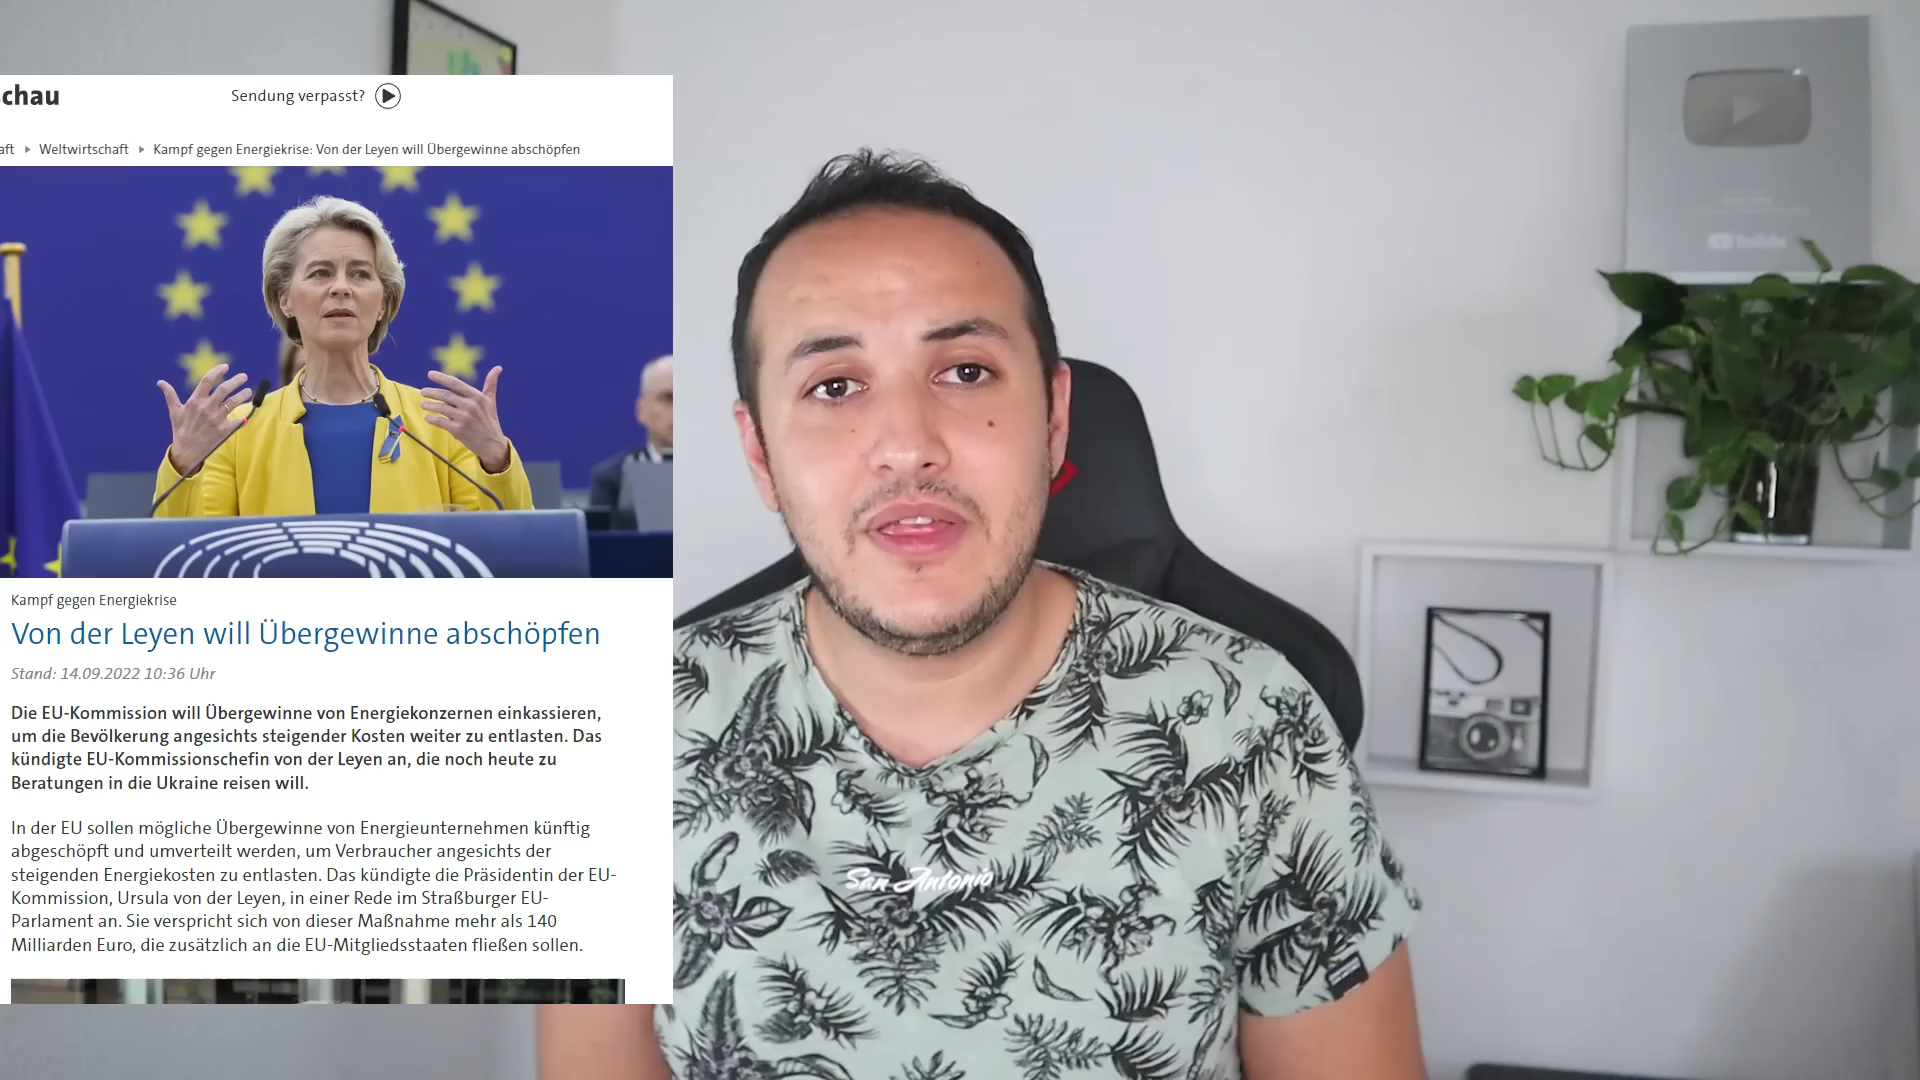 schau
Sendung verpasst?
aft ▸ Weltwirtschaft ▸ Kampf gegen Energiekrise: Von der Leyen will Übergewinne abschöpfen
Kampf gegen Energiekrise
Von der Leyen will Übergewinne abschöpfen
Stand: 14.09.2022 10:36 Uhr
Die EU-Kommission will Übergewinne von Energiekonzernen einkassieren,
um die Bevölkerung angesichts steigender Kosten weiter zu entlasten. Das
kündigte EU-Kommissionschefin von der Leyen an, die noch heute zu
Beratungen in die Ukraine reisen will.
In der EU sollen mögliche Übergewinne von Energieunternehmen künftig
abgeschöpft und umverteilt werden, um Verbraucher angesichts der
steigenden Energiekosten zu entlasten. Das kündigte die Präsidentin der EU-
Kommission, Ursula von der Leyen, in einer Rede im Straßburger EU-
Parlament an. Sie verspricht sich von dieser Maßnahme mehr als 140
Milliarden Euro, die zusätzlich an die EU-Mitgliedsstaaten fließen sollen.
San Antonio
YouTube